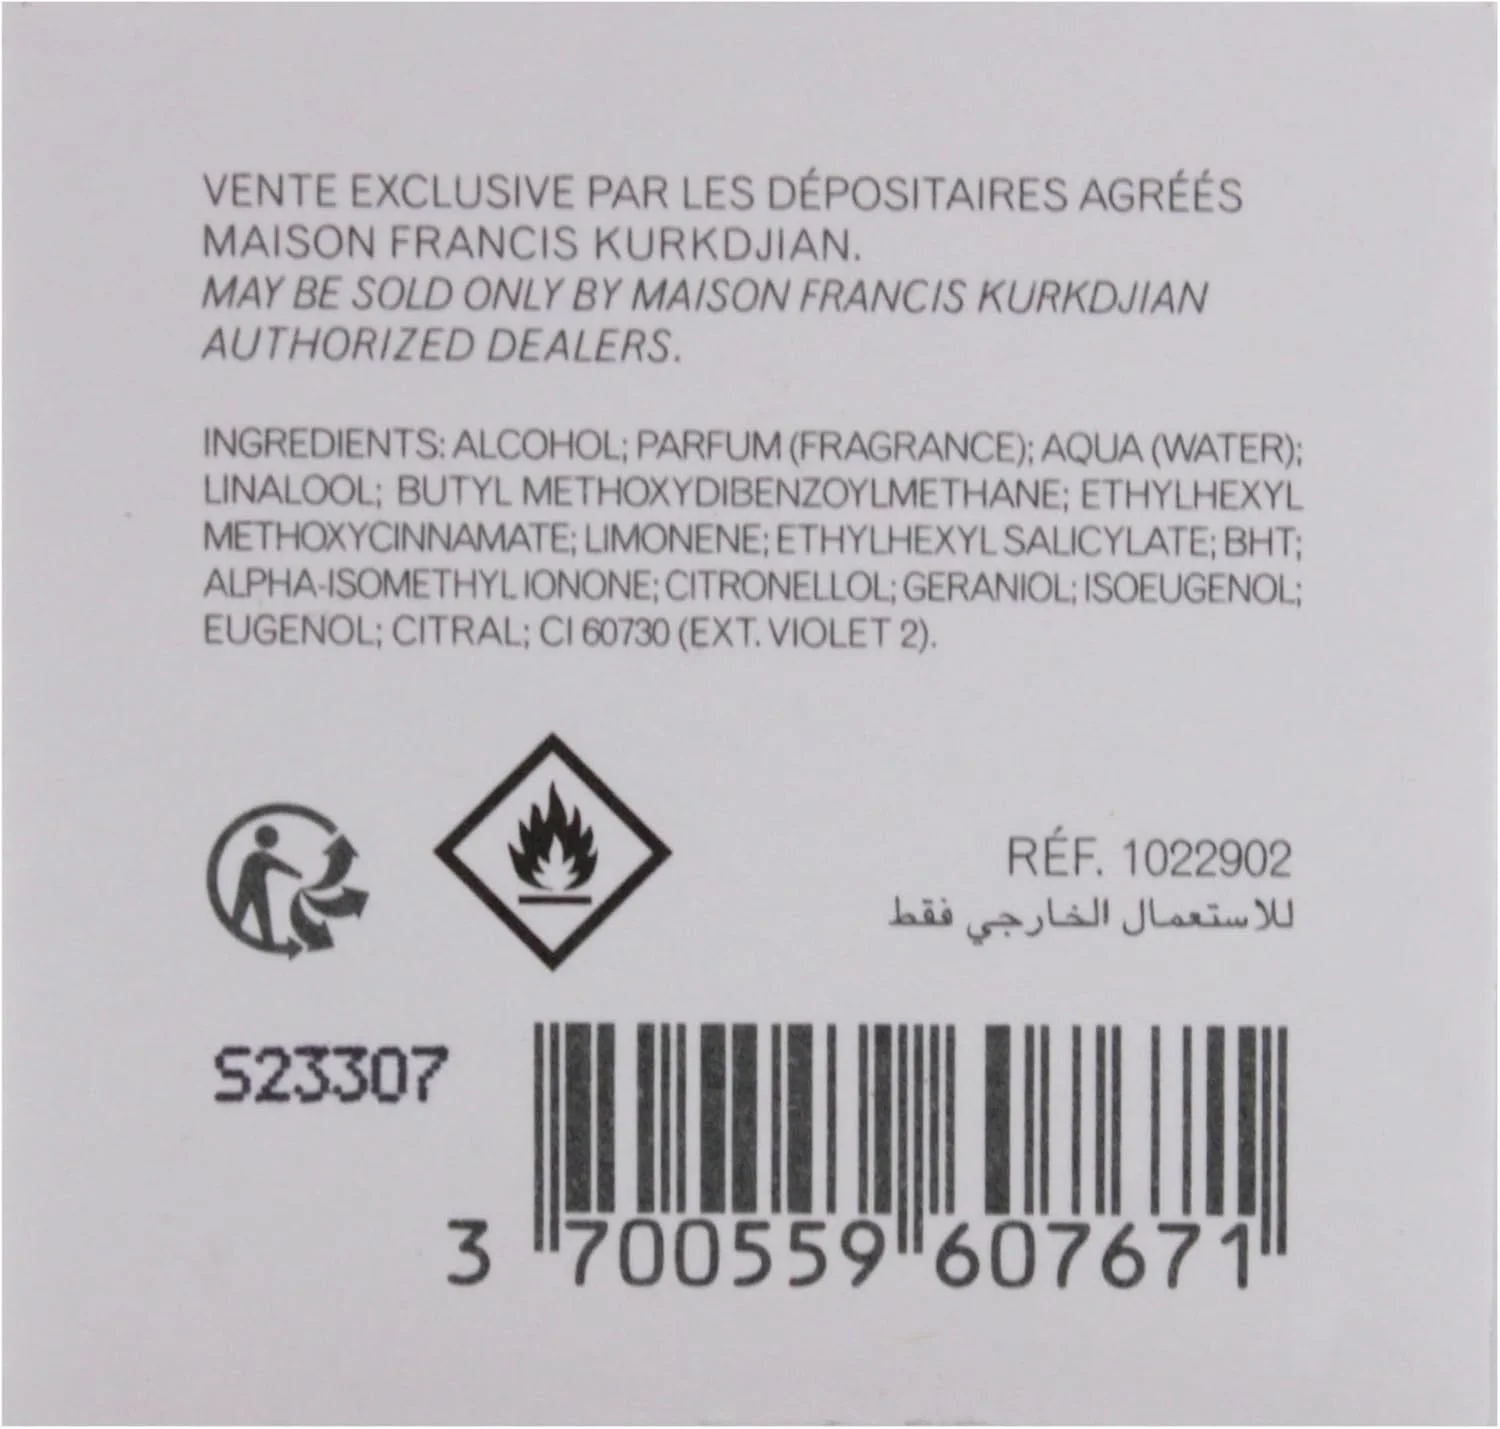 VENTE EXCLUSIVE PAR LES DÉPOSITAIRES AGRÉÉS
MAISON FRANCIS KURKDJIAN.
MAY BE SOLD ONLY BY MAISON FRANCIS KURKDJIAN
AUTHORIZED DEALERS.
INGREDIENTS: ALCOHOL; PARFUM (FRAGRANCE); AQUA (WATER);
LINALOOL; BUTYL METHOXYDIBENZOYLMETHANE; ETHYLHEXYL
METHOXYCINNAMATE; LIMONENE; ETHYLHEXYL SALICYLATE; BHT;
ALPHA-ISOMETHYL IONONE; CITRONELLOL; GERANIOL; ISOEUGENOL;
EUGENOL; CITRAL; CI 60730 (EXT. VIOLET 2).
RÉF. 1022902
للاستعمال الخارجي فقط
S23307
3 700559 607671